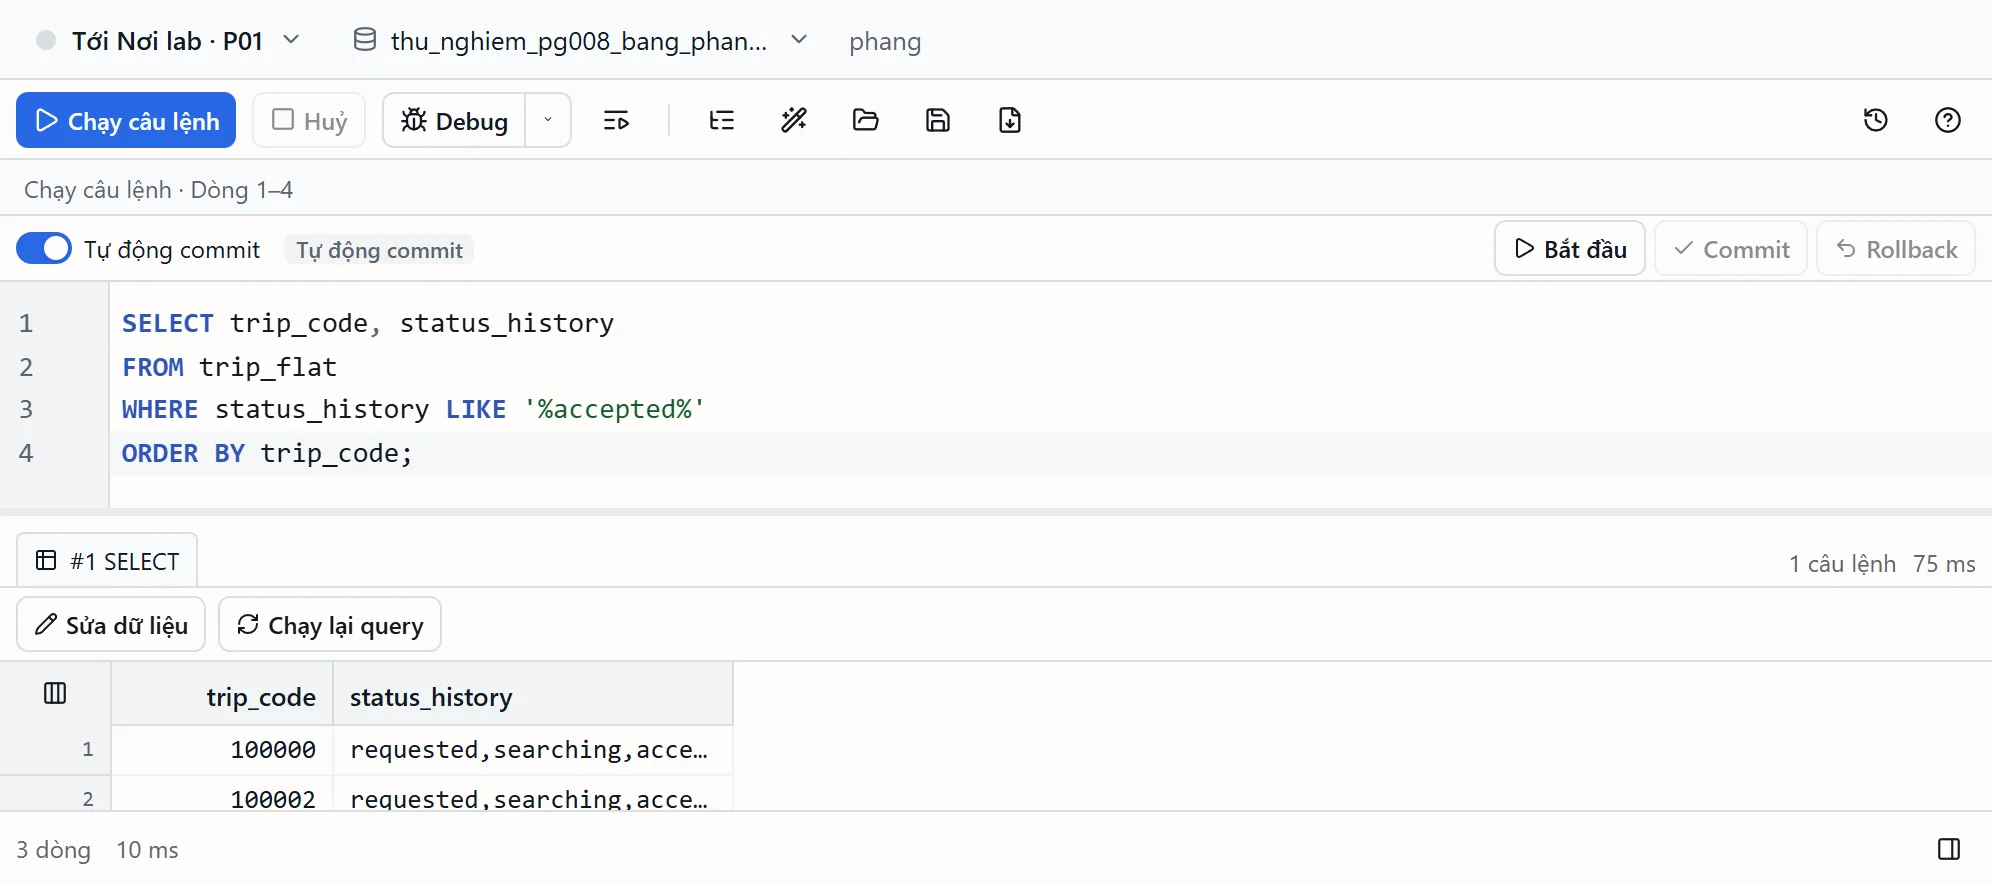 Tới Nơi lab · P01 thu_nghiem_pg008_bang_phan... phang
Chạy câu lệnh Huỷ Debug
Chạy câu lệnh · Dòng 1–4
Tự động commit Tự động commit Bắt đầu Commit Rollback
1 SELECT trip_code, status_history
2 FROM trip_flat
3 WHERE status_history LIKE '%accepted%'
4 ORDER BY trip_code;
#1 SELECT 1 câu lệnh 75 ms
Sửa dữ liệu Chạy lại query
trip_code status_history
1 100000 requested,searching,acce…
2 100002 requested,searching,acce…
3 dòng 10 ms